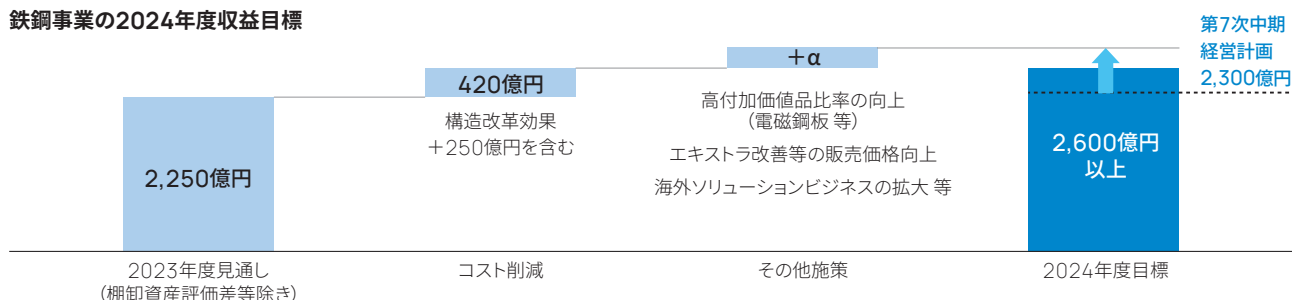 鉄鋼事業の2024年度収益目標
第7次中期
経営計画
2,300億円
+α
420億円
構造改革効果
+250億円を含む
高付加価値品比率の向上
(電磁鋼板 等)
エキストラ改善等の販売価格向上
海外ソリューションビジネスの拡大 等
2,250億円
2,600億円
以上
2023年度見通し
(棚卸資産評価差等除き)
コスト削減
その他施策
2024年度目標